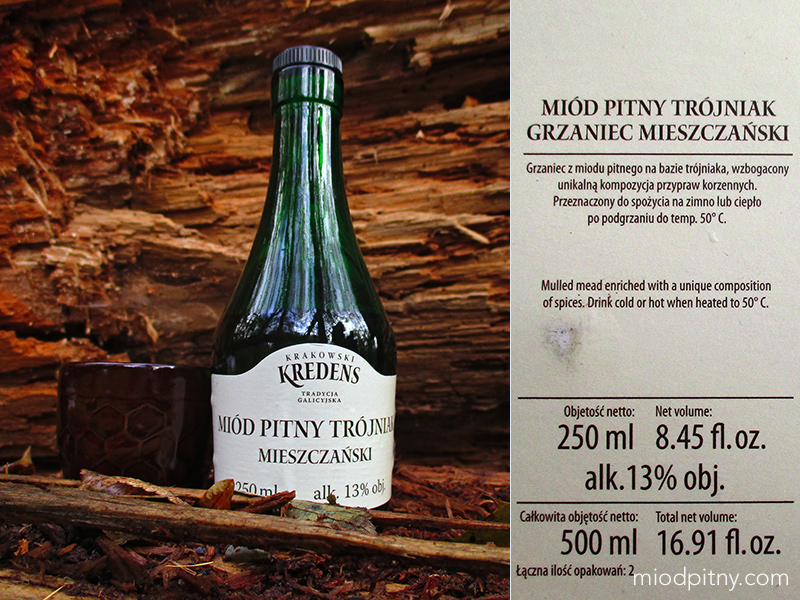 KRAKOWSKI
KREDENS
TRADYCJA
GALICYJSKA
MIÓD PITNY TRÓJNIAK
MIESZCZAŃSKI
250 ml alk. 13% obj.
MIÓD PITNY TRÓJNIAK
GRZANIEC MIESZCZAŃSKI
Grzaniec z miodu pitnego na bazie trójniaka, wzbogacony
unikalną kompozycja przypraw korzennych.
Przeznaczony do spożycia na zimno lub ciepło
po podgrzaniu do temp. 50° C.
Mulled mead enriched with a unique composition
of spices. Drink cold or hot when heated to 50° C.
Objetość netto: Net volume:
250 ml 8.45 fl. oz.
alk.13% obj.
Całkowita objętość netto: Total net volume:
500 ml 16.91 fl. oz.
Łączna ilość opakowań: 2
miodpitny.com